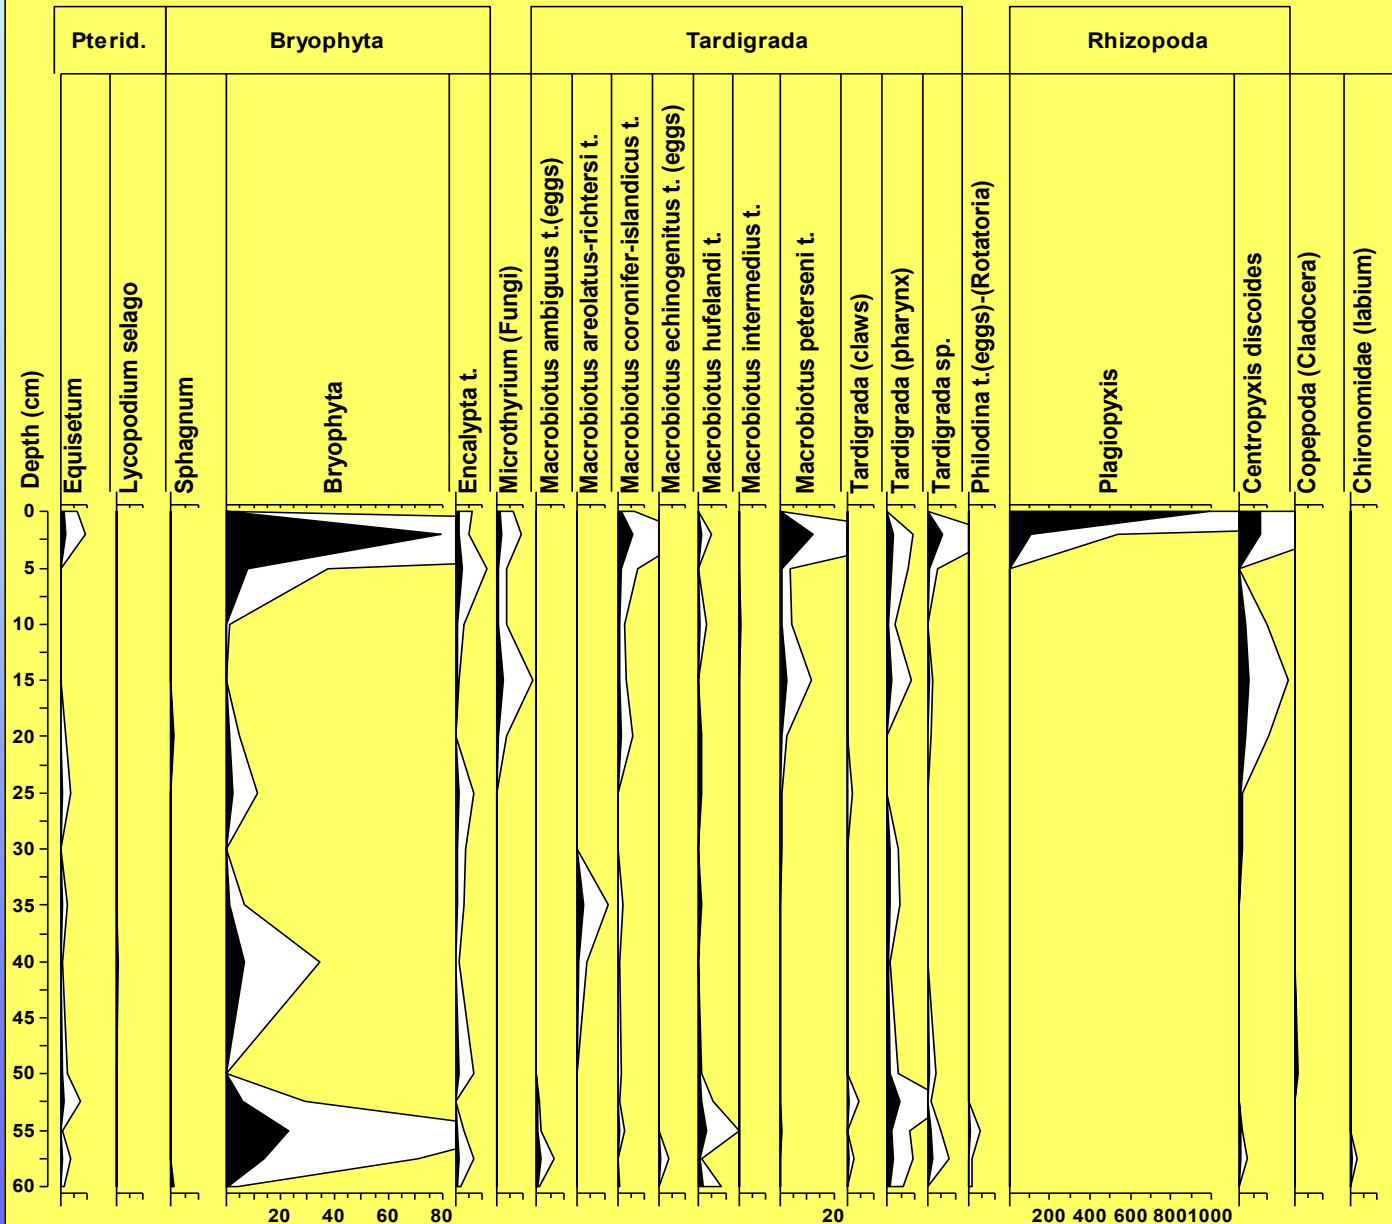 Pterid.
Bryophyta
Tardigrada
Rhizopoda
Depth (cm)
Equisetum
Lycopodium selago
Sphagnum
Bryophyta
Encalypta t.
Microthyrium (Fungi)
Macrobiotus ambiguus t.(eggs)
Macrobiotus areolatus-richtersi t.
Macrobiotus coronifer-islandicus t.
Macrobiotus echinogenitus t. (eggs)
Macrobiotus hufelandi t.
Macrobiotus intermedius t.
Macrobiotus peterseni t.
Tardigrada (claws)
Tardigrada (pharynx)
Tardigrada sp.
Philodina t.(eggs)-(Rotatoria)
Plagiopyxis
Centropyxis discoides
Copepoda (Cladocera)
Chironomidae (labium)
0
5
10
15
20
25
30
35
40
45
50
55
60
20 40 60 80 20 200 400 600 8001000